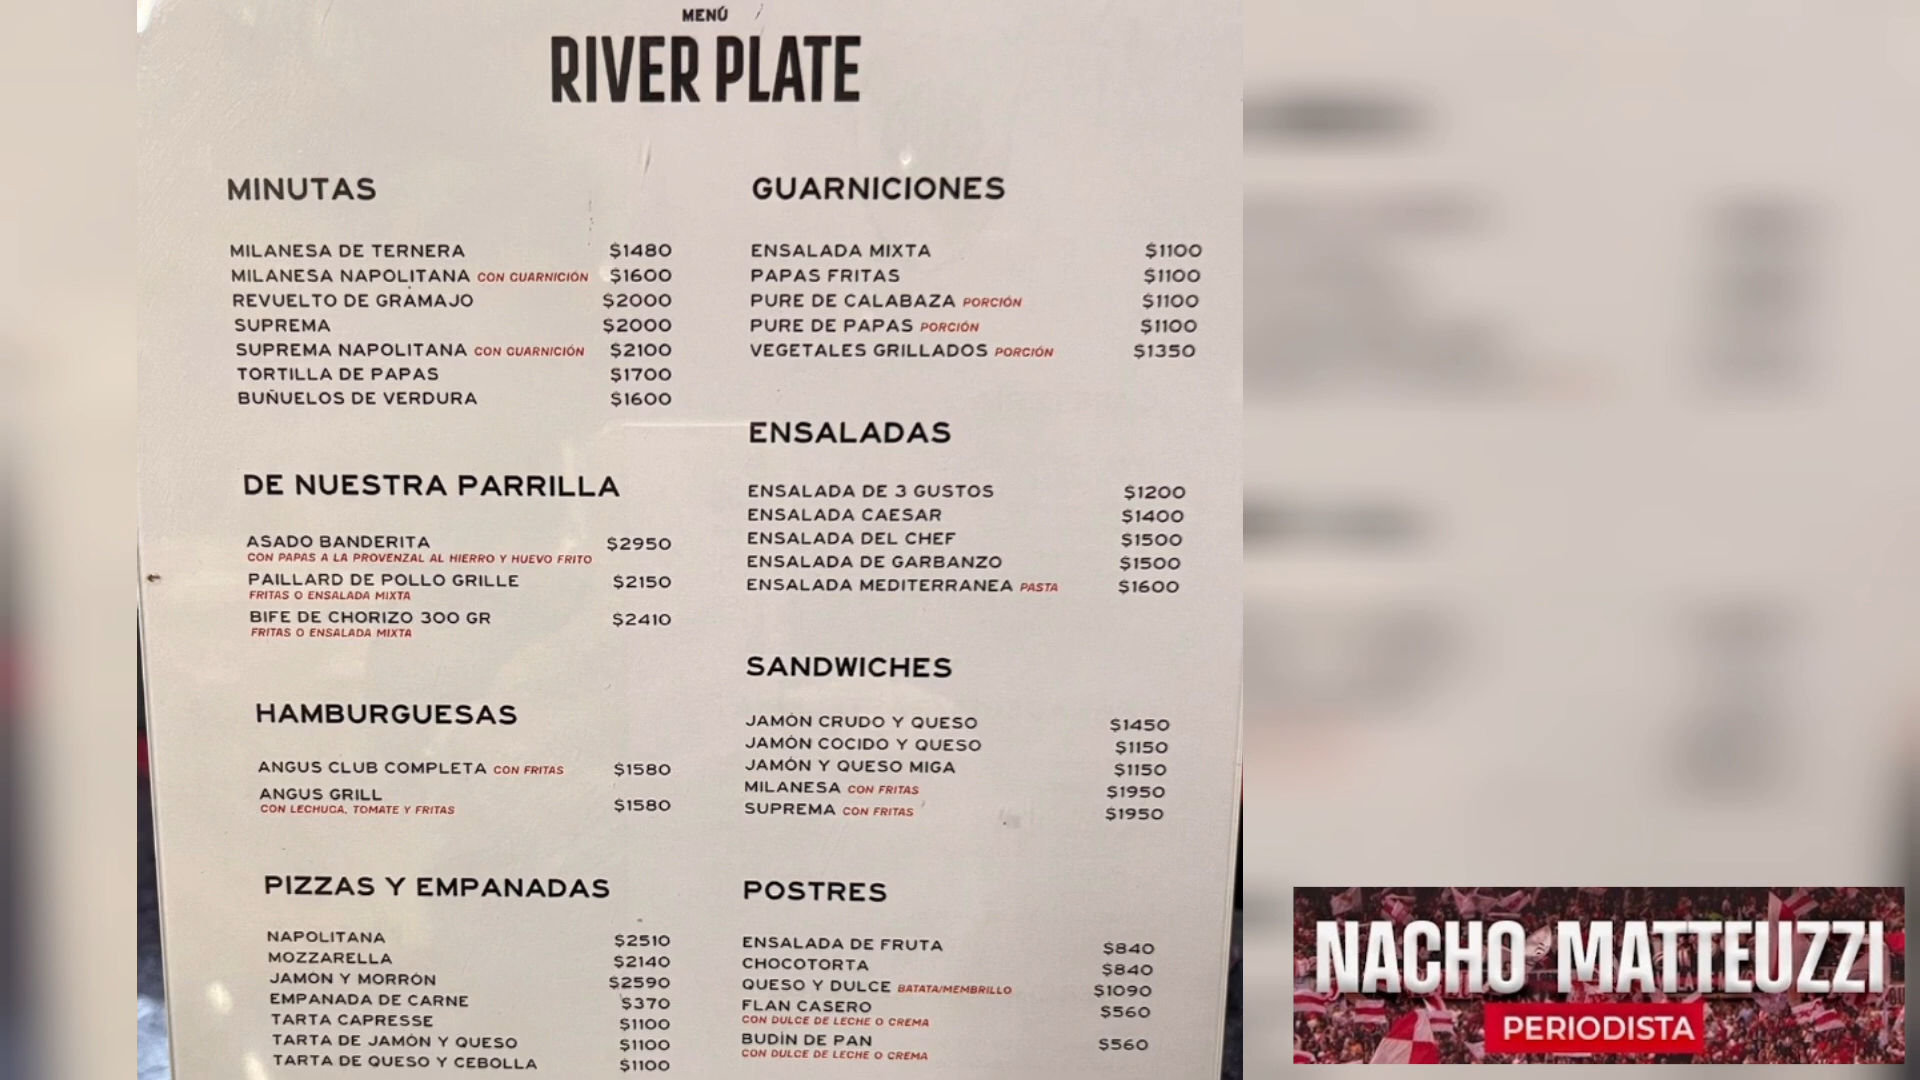 MENÚ
RIVER PLATE
MINUTAS
MILANESA DE TERNERA $1480
MILANESA NAPOLITANA CON GUARNICIÓN $1600
REVUELTO DE GRAMAJO $2000
SUPREMA $2000
SUPREMA NAPOLITANA CON GUARNICIÓN $2100
TORTILLA DE PAPAS $1700
BUÑUELOS DE VERDURA $1600
DE NUESTRA PARRILLA
ASADO BANDERITA $2950
CON PAPAS A LA PROVENZAL AL HIERRO Y HUEVO FRITO
PAILLARD DE POLLO GRILLE $2150
FRITAS O ENSALADA MIXTA
BIFE DE CHORIZO 300 GR $2410
FRITAS O ENSALADA MIXTA
HAMBURGUESAS
ANGUS CLUB COMPLETA CON FRITAS $1580
ANGUS GRILL $1580
CON LECHUGA, TOMATE Y FRITAS
PIZZAS Y EMPANADAS
NAPOLITANA $2510
MOZZARELLA $2140
JAMÓN Y MORRÓN $2590
EMPANADA DE CARNE $370
TARTA CAPRESSE $1100
TARTA DE JAMÓN Y QUESO $1100
TARTA DE QUESO Y CEBOLLA $1100
GUARNICIONES
ENSALADA MIXTA $1100
PAPAS FRITAS $1100
PURE DE CALABAZA PORCIÓN $1100
PURE DE PAPAS PORCIÓN $1100
VEGETALES GRILLADOS PORCIÓN $1350
ENSALADAS
ENSALADA DE 3 GUSTOS $1200
ENSALADA CAESAR $1400
ENSALADA DEL CHEF $1500
ENSALADA DE GARBANZO $1500
ENSALADA MEDITERRANEA PASTA $1600
SANDWICHES
JAMÓN CRUDO Y QUESO $1450
JAMÓN COCIDO Y QUESO $1150
JAMÓN Y QUESO MIGA $1150
MILANESA CON FRITAS $1950
SUPREMA CON FRITAS $1950
POSTRES
ENSALADA DE FRUTA $840
CHOCOTORTA $840
QUESO Y DULCE BATATA/MEMBRILLO $1090
FLAN CASERO $560
CON DULCE DE LECHE O CREMA
BUDÍN DE PAN $560
CON DULCE DE LECHE O CREMA
NACHO MATTEUZZI
PERIODISTA